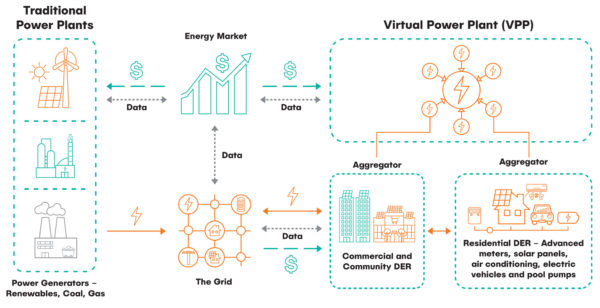 Traditional
Power Plants
Energy Market
Virtual Power Plant (VPP)
$
$
Data
Data
Data
Aggregator
Aggregator
Data
$
Power Generators –
Renewables, Coal, Gas
The Grid
Commercial and
Community DER
Residential DER – Advanced
meters, solar panels,
air conditioning, electric
vehicles and pool pumps